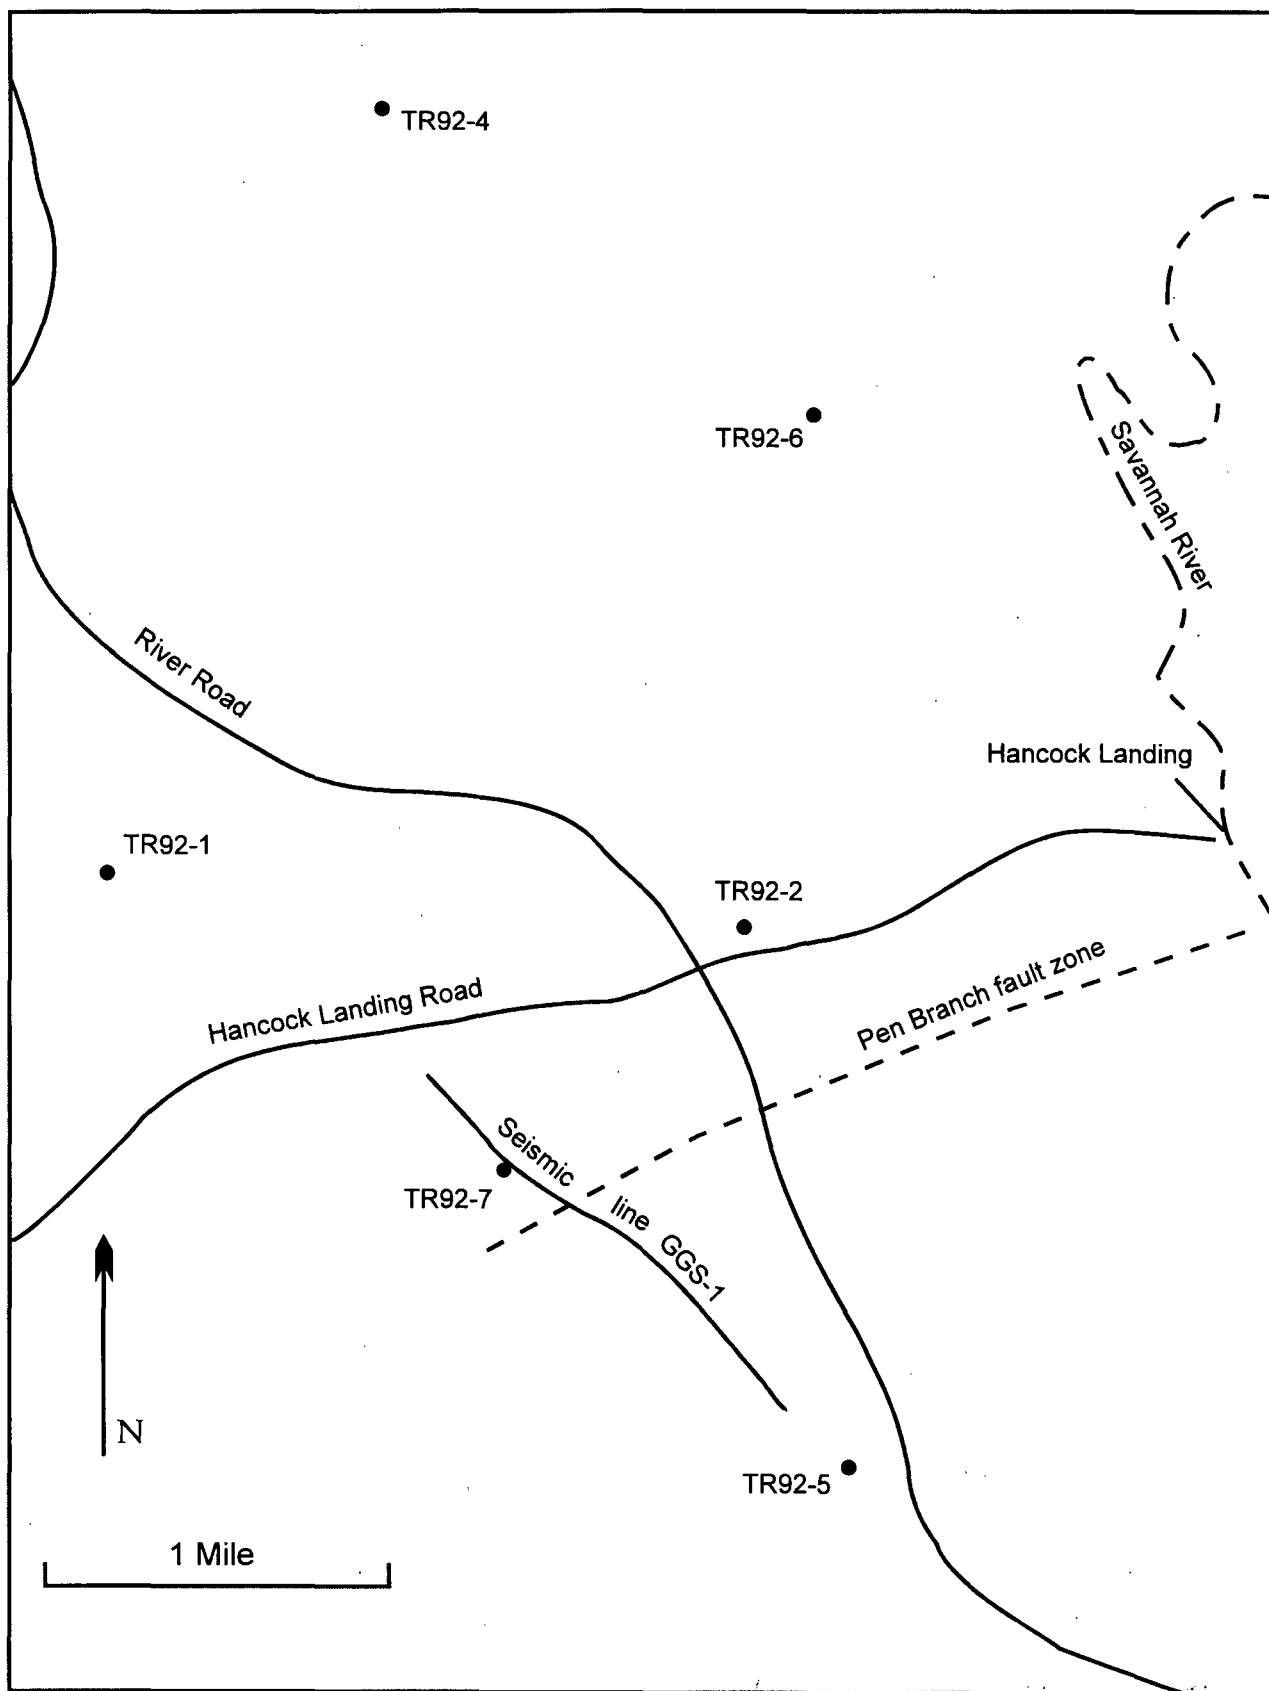 TR92-4
TR92-6
Savannah River
River Road
Hancock Landing
TR92-1
TR92-2
Hancock Landing Road
Pen Branch fault zone
Seismic line GGS-1
TR92-7
N
TR92-5
1 Mile